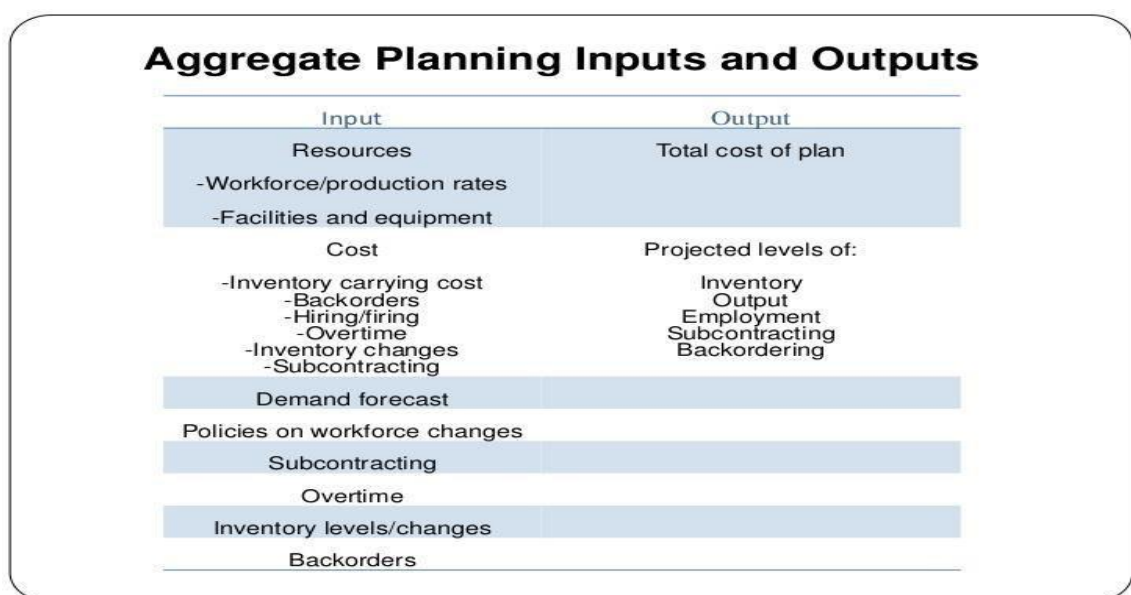 Aggregate Planning Inputs and Outputs
Input Output
Resources Total cost of plan
-Workforce/production rates
-Facilities and equipment
Cost Projected levels of:
-Inventory carrying cost Inventory
-Backorders Output
-Hiring/firing Employment
-Overtime Subcontracting
-Inventory changes Backordering
-Subcontracting
Demand forecast
Policies on workforce changes
Subcontracting
Overtime
Inventory levels/changes
Backorders